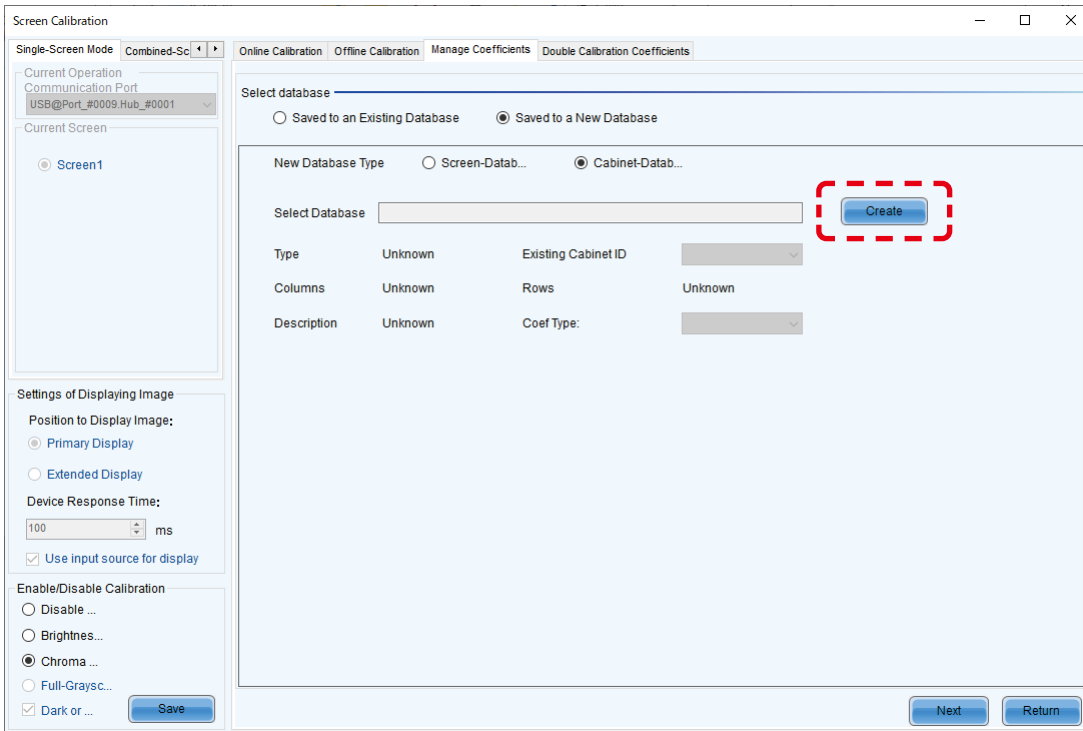 Screen Calibration
Single-Screen Mode Combined-Sc
Online Calibration Offline Calibration Manage Coefficients Double Calibration Coefficients
Current Operation
Communication Port
USB@Port_#0009.Hub_#0001
Current Screen
Screen1
Select database
Saved to an Existing Database Saved to a New Database
New Database Type Screen-Datab... Cabinet-Datab...
Select Database Create
Type Unknown Existing Cabinet ID
Columns Unknown Rows Unknown
Description Unknown Coef Type:
Settings of Displaying Image
Position to Display Image:
Primary Display
Extended Display
Device Response Time:
100 ms
Use input source for display
Enable/Disable Calibration
Disable ...
Brightnes...
Chroma ...
Full-Graysc...
Dark or ... Save
Next Return